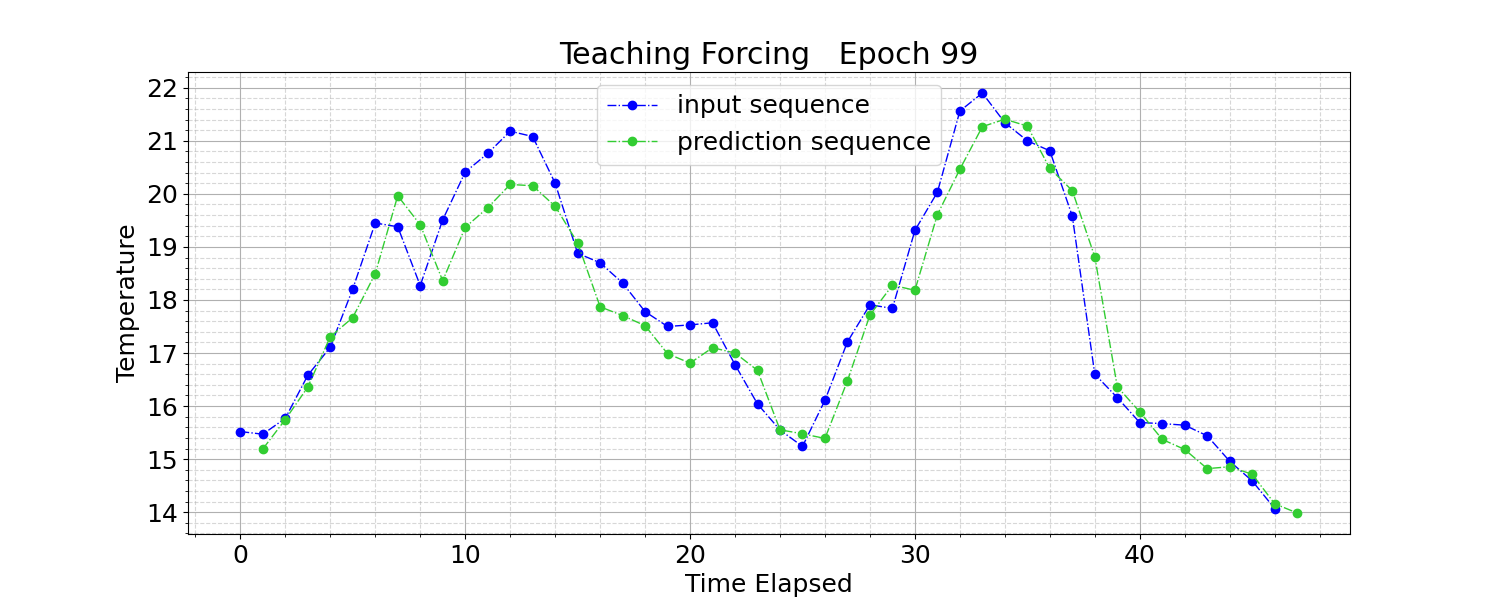 Teaching Forcing   Epoch 99
input sequence
prediction sequence
Temperature
22
21
20
19
18
17
16
15
14
0 10 20 30 40
Time Elapsed